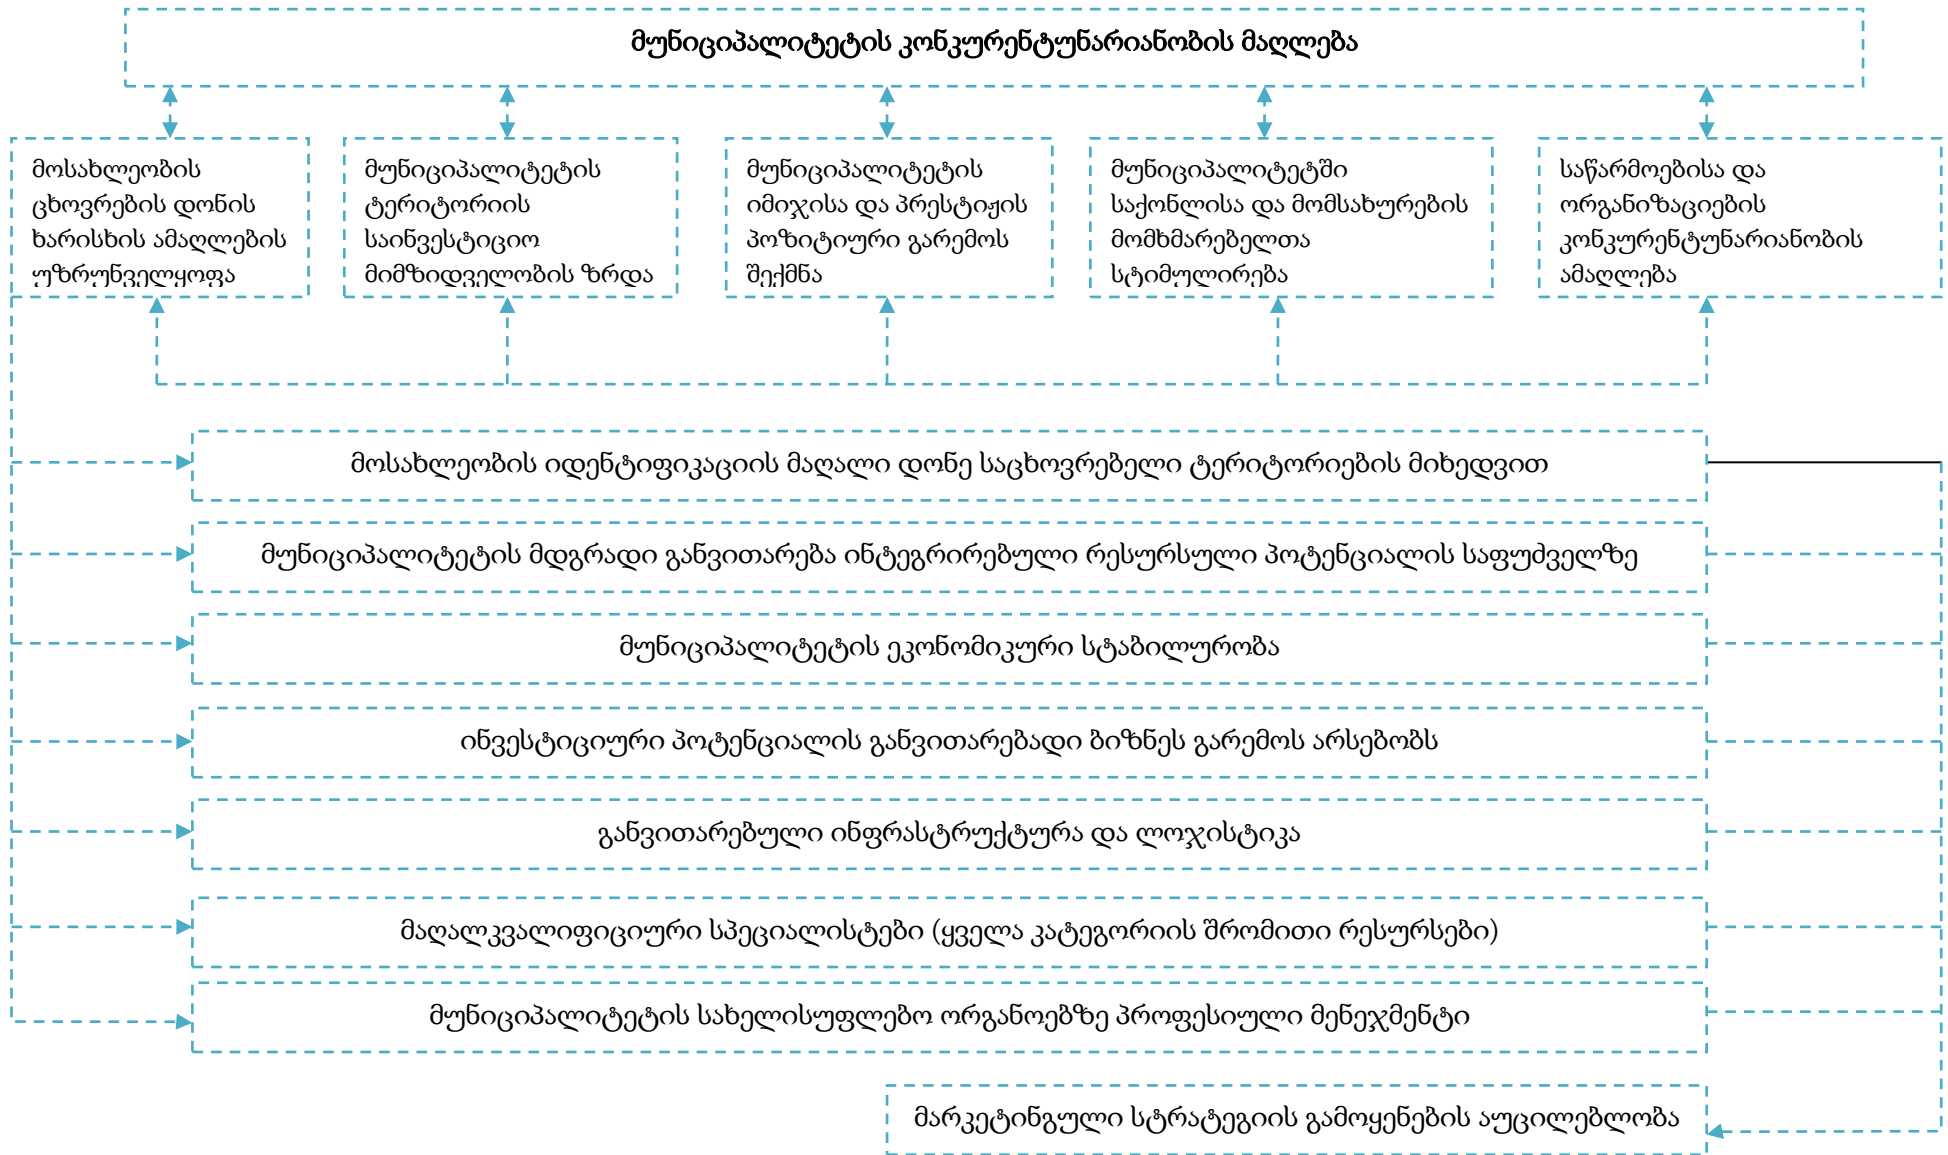 მუნიციპალიტეტის კონკურენტუნარიანობის მაღლება
მოსახლეობის
ცხოვრების დონის
ხარისხის ამაღლების
უზრუნველყოფა
მუნიციპალიტეტის
ტერიტორიის
საინვესტიციო
მიმზიდველობის ზრდა
მუნიციპალიტეტის
იმიჯისა და პრესტიჟის
პოზიტიური გარემოს
შექმნა
მუნიციპალიტეტში
საქონლისა და მომსახურების
მომხმარებელთა
სტიმულირება
საწარმოებისა და
ორგანიზაციების
კონკურენტუნარიანობის
ამაღლება
მოსახლეობის იდენტიფიკაციის მაღალი დონე საცხოვრებელი ტერიტორიების მიხედვით
მუნიციპალიტეტის მდგრადი განვითარება ინტეგრირებული რესურსული პოტენციალის საფუძველზე
მუნიციპალიტეტის ეკონომიკური სტაბილურობა
ინვესტიციური პოტენციალის განვითარებადი ბიზნეს გარემოს არსებობს
განვითარებული ინფრასტრუქტურა და ლოჯისტიკა
მაღალკვალიფიციური სპეციალისტები (ყველა კატეგორიის შრომითი რესურსები)
მუნიციპალიტეტის სახელისუფლებო ორგანოებზე პროფესიული მენეჯმენტი
მარკეტინგული სტრატეგიის გამოყენების აუცილებლობა